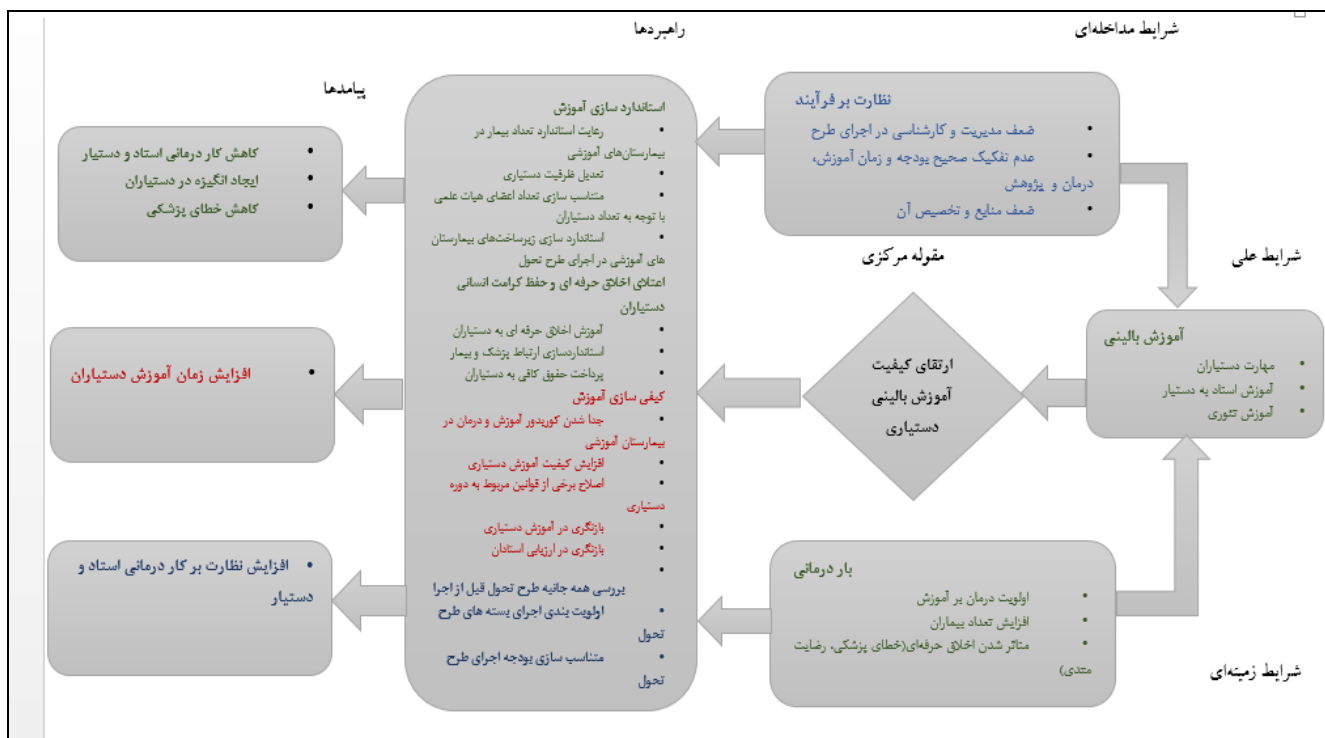 شرایط مداخله‌ای
راهبردها
پیامدها
نظارت بر فرآیند
• ضعف مدیریت و کارشناسی در اجرای طرح
• عدم تفکیک صحیح بودجه و زمان آموزش،
درمان و پژوهش
• ضعف منابع و تخصیص آن
شرایط علی
آموزش بالینی
• مهارت دستیاران
• آموزش استاد به دستیار
• آموزش تئوری
مقوله مرکزی
ارتقای کیفیت
آموزش بالینی
دستیاری
بار درمانی
• اولویت درمان بر آموزش
• افزایش تعداد بیماران
• متاثر شدن اخلاق حرفه‌ای(خطای پزشکی، رضایت
مندی)
شرایط زمینه‌ای
استاندارد سازی آموزش
• رعایت استاندارد تعداد بیمار در
بیمارستان‌های آموزشی
• تعدیل ظرفیت دستیاری
• متناسب سازی تعداد اعضای هیات علمی
با توجه به تعداد دستیاران
• استاندارد سازی زیرساخت‌های بیمارستان
های آموزشی در اجرای طرح تحول
اعتلای اخلاق حرفه ای و حفظ کرامت انسانی
دستیاران
• آموزش اخلاق حرفه ای به دستیاران
• استانداردسازی ارتباط پزشک و بیمار
• پرداخت حقوق کافی به دستیاران
کیفی سازی آموزش
• جدا شدن کوریدور آموزش و درمان در
بیمارستان آموزشی
• افزایش کیفیت آموزش دستیاری
• اصلاح برخی از قوانین مربوط به دوره
دستیاری
• بازنگری در آموزش دستیاری
• بازنگری در ارزیابی استادان
•
بررسی همه جانبه طرح تحول قبل از اجرا
• اولویت بندی اجرای بسته های طرح
تحول
• متناسب سازی بودجه اجرای طرح
تحول
• کاهش کار درمانی استاد و دستیار
• ایجاد انگیزه در دستیاران
• کاهش خطای پزشکی
• افزایش زمان آموزش دستیاران
• افزایش نظارت بر کار درمانی استاد و
دستیار